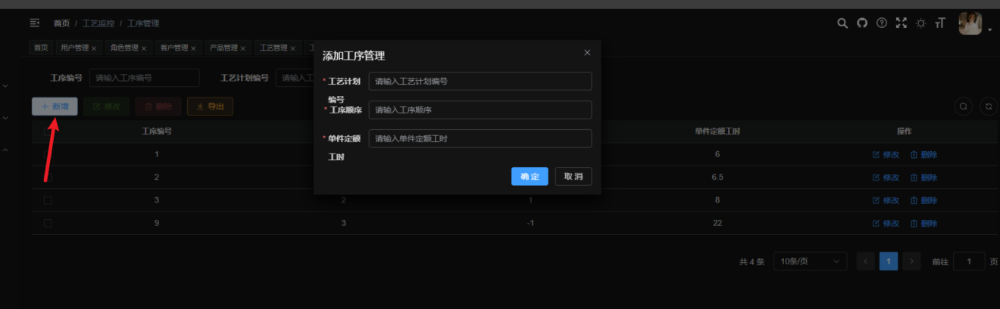 首页 / 工艺监控 / 工序管理
首页 用户管理 × 角色管理 × 客户管理 × 产品管理 × 工艺管理 ×
添加工序管理
工序编号 请输入工序编号 工艺计划编号 请输入工
* 工艺计划编号 请输入工艺计划编号
+ 新增 修改 删除 导出
* 工序顺序 请输入工序顺序
工序编号 单件定额工时 操作
* 单件定额工时 请输入单件定额工时
1 6 修改 删除
确定 取消
2 6.5 修改 删除
3 2 1 8 修改 删除
9 3 -1 22 修改 删除
共 4 条 10条/页 < 1 > 前往 1 页